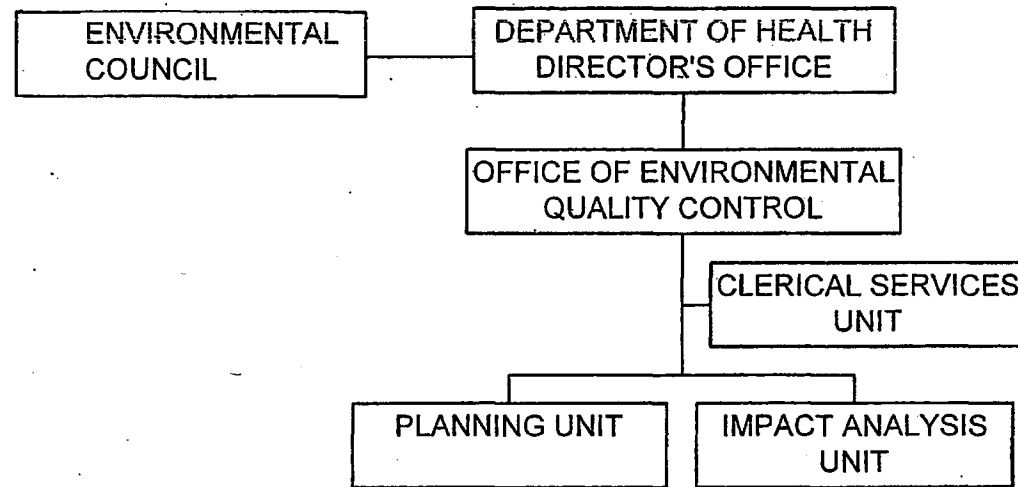 ENVIRONMENTAL
COUNCIL
DEPARTMENT OF HEALTH
DIRECTOR'S OFFICE
OFFICE OF ENVIRONMENTAL
QUALITY CONTROL
CLERICAL SERVICES
UNIT
PLANNING UNIT
IMPACT ANALYSIS
UNIT